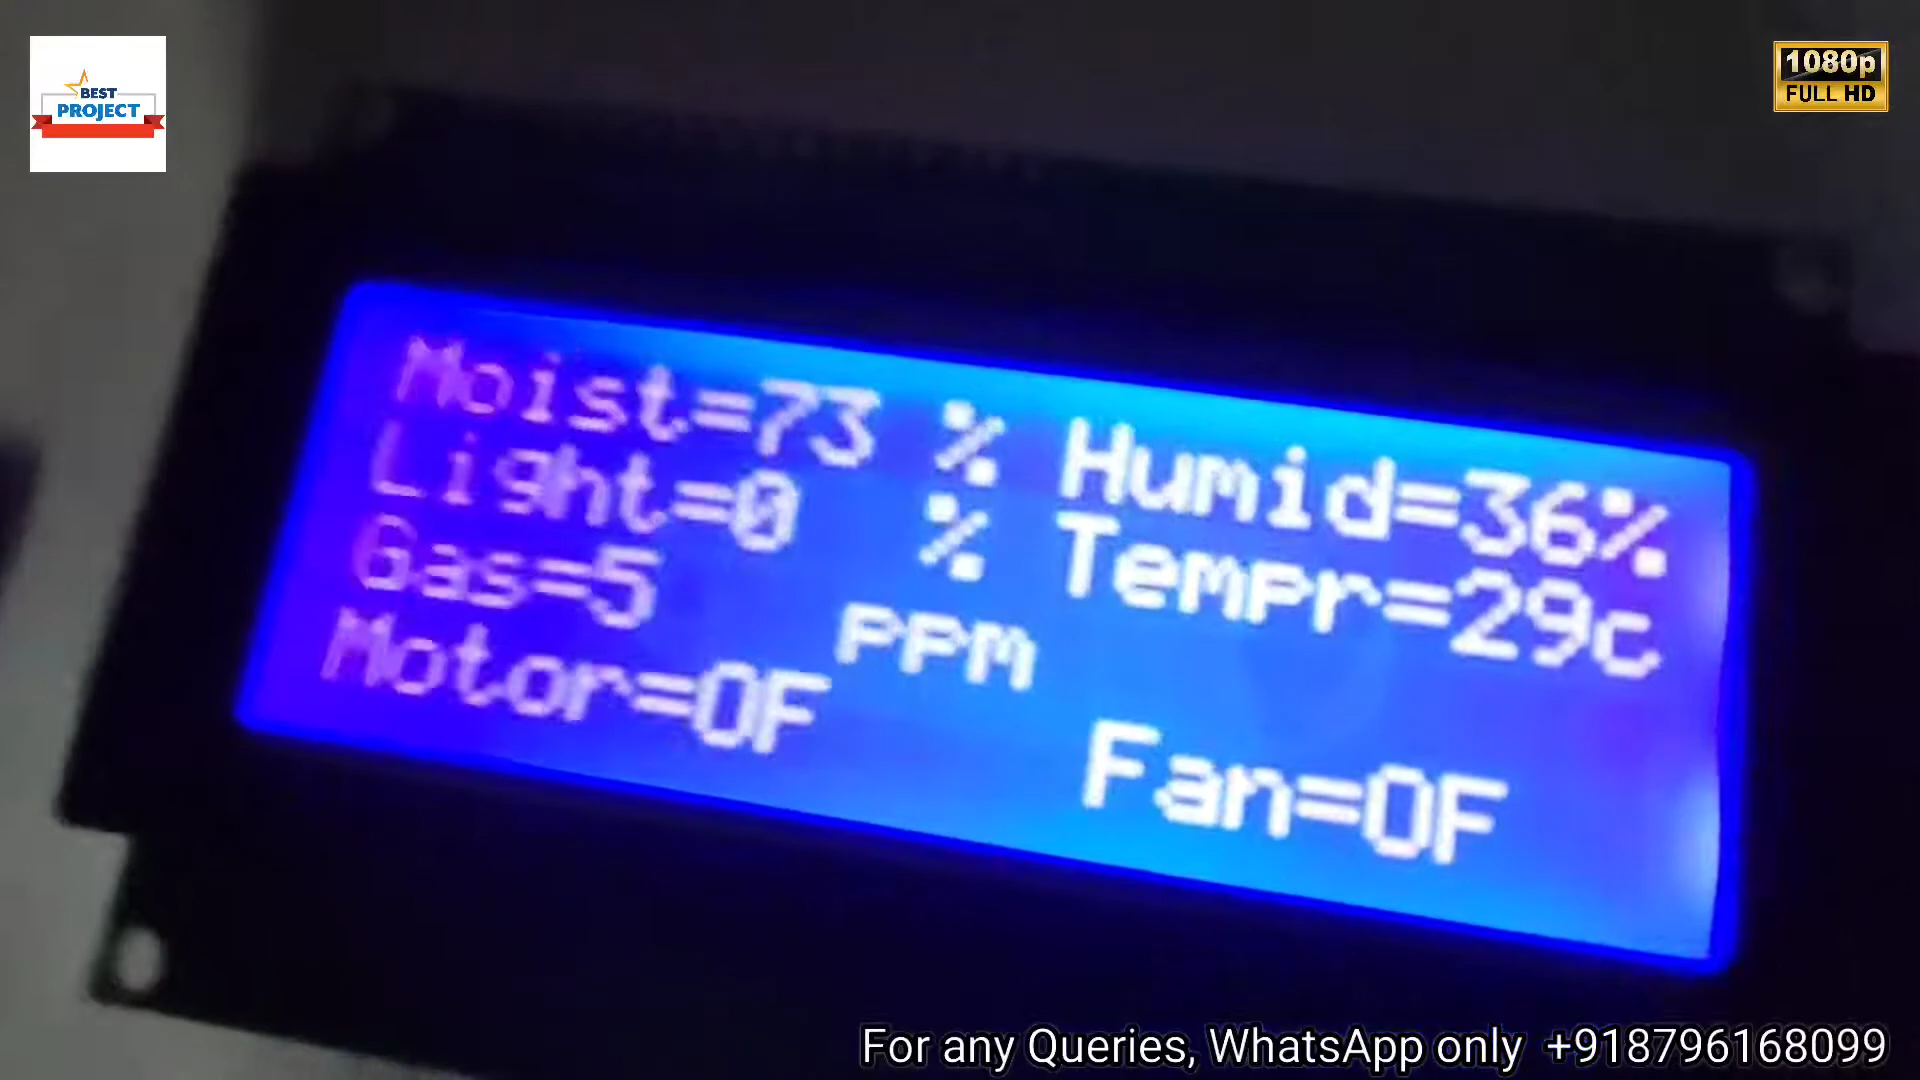 BEST
PROJECT
1080p
FULL HD
Moist=73 % Humid=36%
Light=0 % Tempr=29c
Gas=5 PPM
Motor=OF Fan=OF
For any Queries, WhatsApp only +918796168099